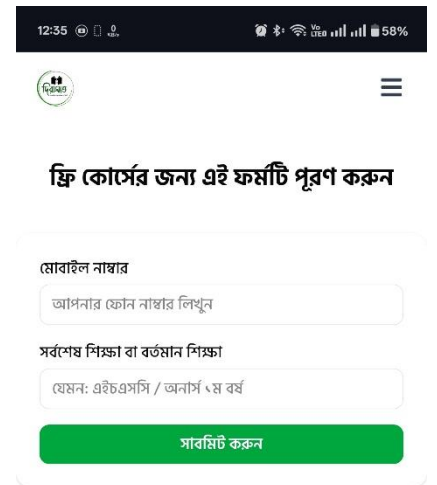 12:35
58%
ফ্রি কোর্সের জন্য এই ফর্মটি পূরণ করুন
মোবাইল নাম্বার
আপনার ফোন নাম্বার লিখুন
সর্বশেষ শিক্ষা বা বর্তমান শিক্ষা
যেমন: এইচএসসি / অনার্স ১ম বর্ষ
সাবমিট করুন